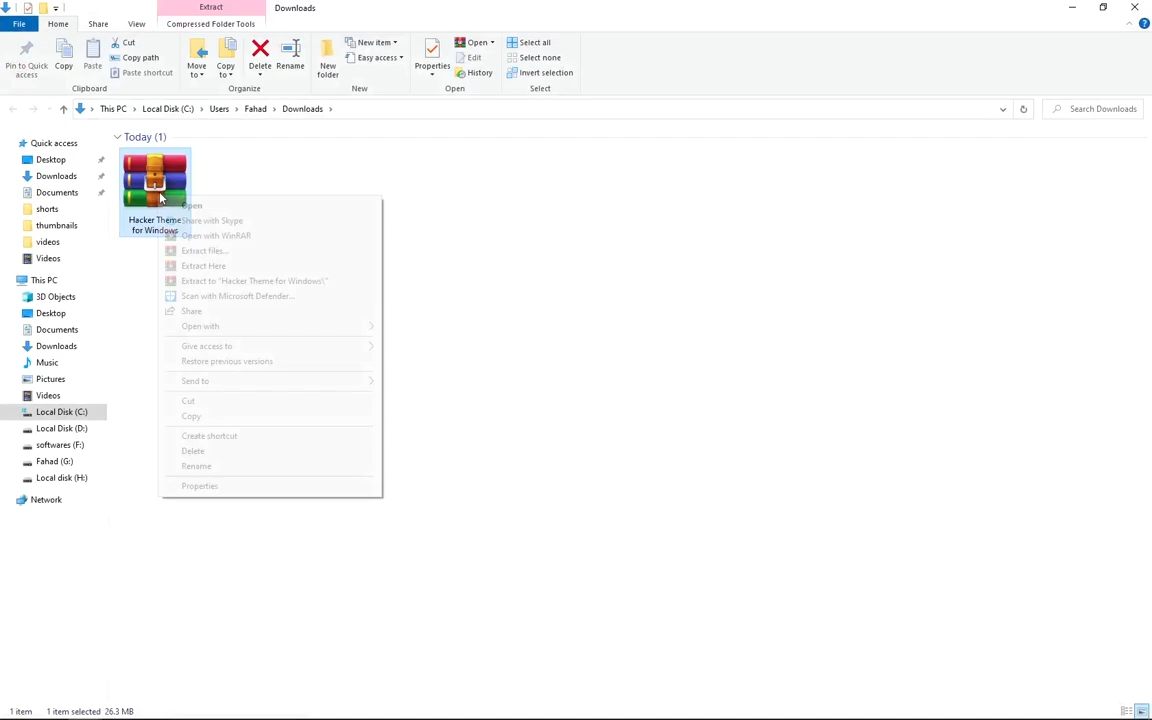 Extract
Downloads
File
Home
Share
View
Compressed Folder Tools
Pin to Quick
access
Copy
Paste
Cut
Copy path
Paste shortcut
Clipboard
Move
to
Copy
to
Delete
Rename
Organize
New
folder
New item
Easy access
New
Properties
Open
Edit
History
Open
Select all
Select none
Invert selection
Select
This PC
Local Disk (C:)
Users
Fahad
Downloads
Search Downloads
Quick access
Desktop
Downloads
Documents
shorts
thumbnails
videos
Videos
This PC
3D Objects
Desktop
Documents
Downloads
Music
Pictures
Videos
Local Disk (C:)
Local Disk (D:)
softwares (F:)
Fahad (G:)
Local disk (H:)
Network
Today (1)
Hacker Theme
for Windows
Open
Share with Skype
Open with WinRAR
Extract files...
Extract Here
Extract to "Hacker Theme for Windows\"
Scan with Microsoft Defender...
Share
Open with
Give access to
Restore previous versions
Send to
Cut
Copy
Create shortcut
Delete
Rename
Properties
1 item
1 item selected 26.3 MB